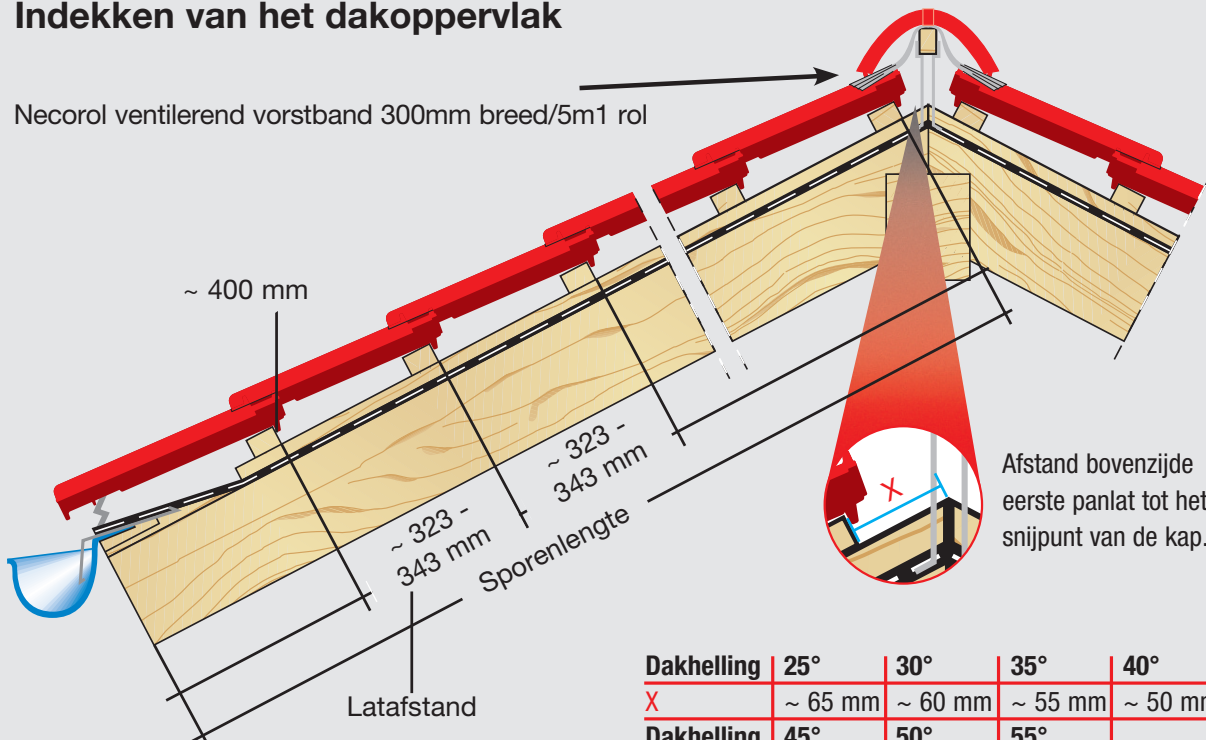 Indekken van het dakoppervlak
Necorol ventilerend vorstband 300mm breed/5m1 rol
~ 400 mm
~ 323 -
343 mm
~ 323 -
343 mm
Sporenlengte
Latafstand
X
Afstand bovenzijde
eerste panlat tot het
snijpunt van de kap.
Dakhelling 25° 30° 35° 40°
X ~ 65 mm ~ 60 mm ~ 55 mm ~ 50 mm
Dakhelling 45° 50° 55°